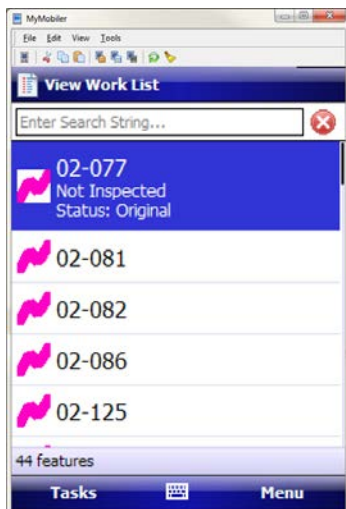 MyMobiler
File Edit View Tools
View Work List
Enter Search String...
02-077
Not Inspected
Status: Original
02-081
02-082
02-086
02-125
44 features
Tasks Menu